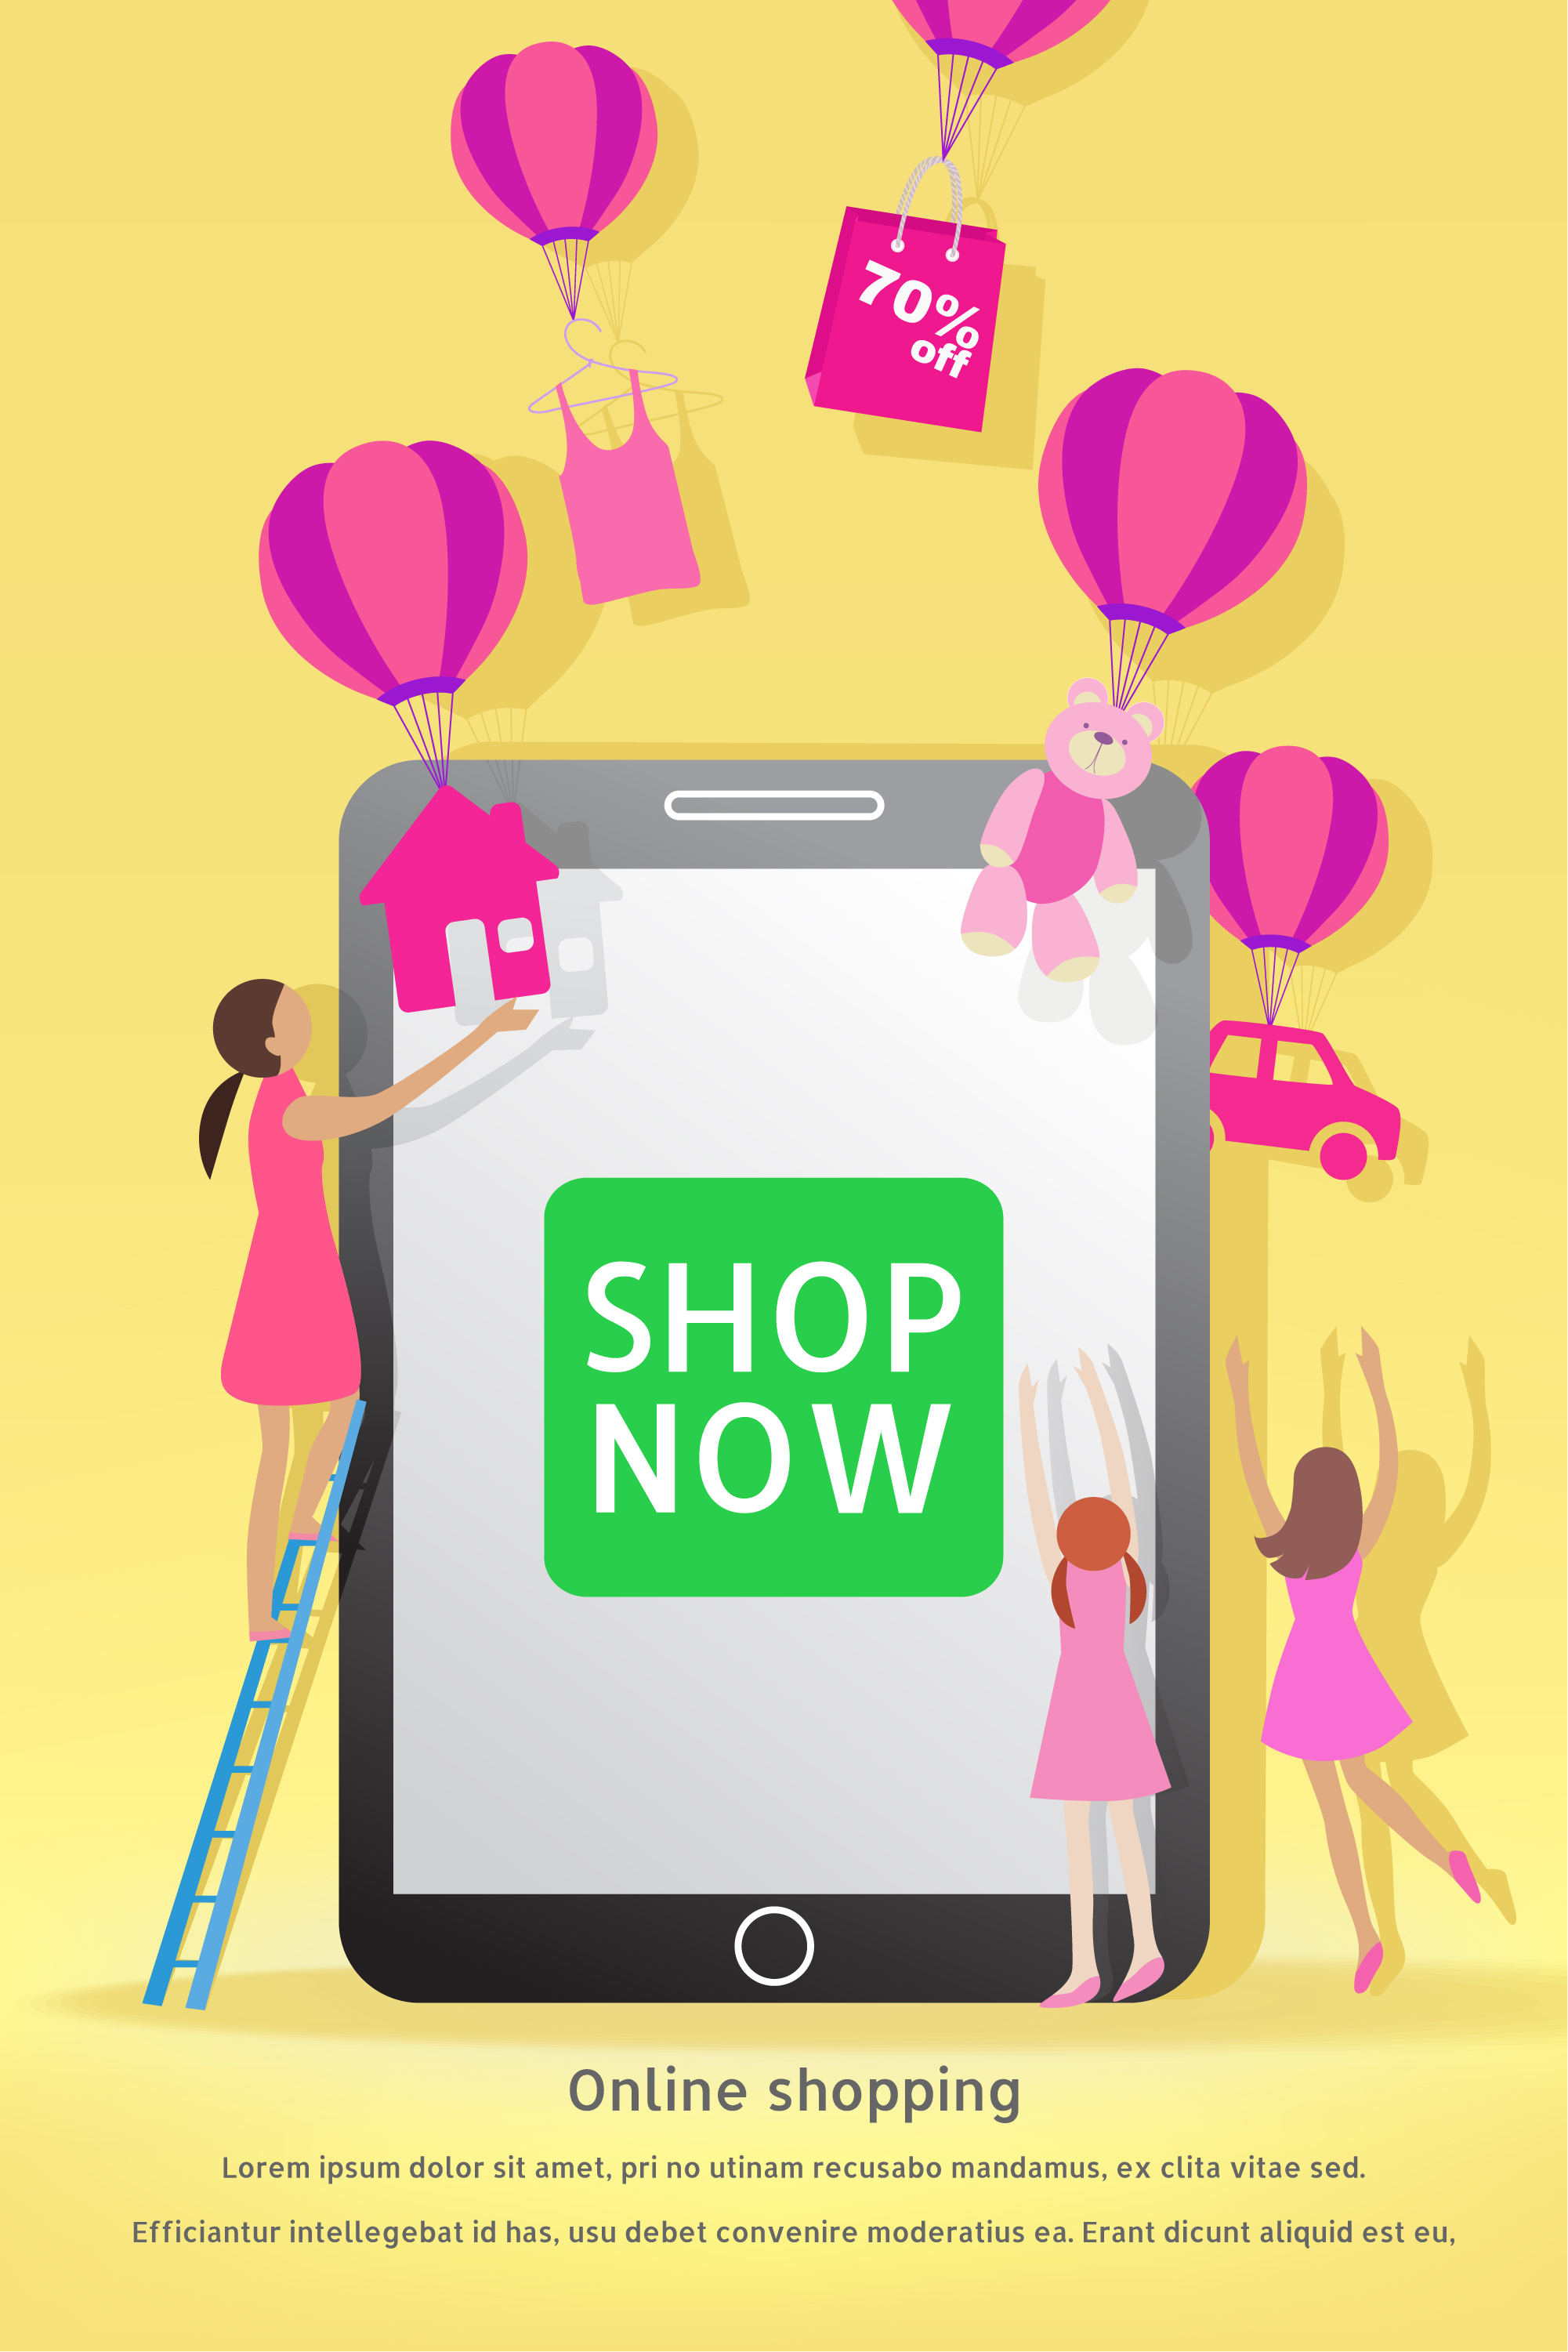 70%
off
SHOP
NOW
Online shopping
Lorem ipsum dolor sit amet, pri no utinam recusabo mandamus, ex clita vitae sed.
Efficiantur intellegebat id has, usu debet convenire moderatius ea. Erant dicunt aliquid est eu,